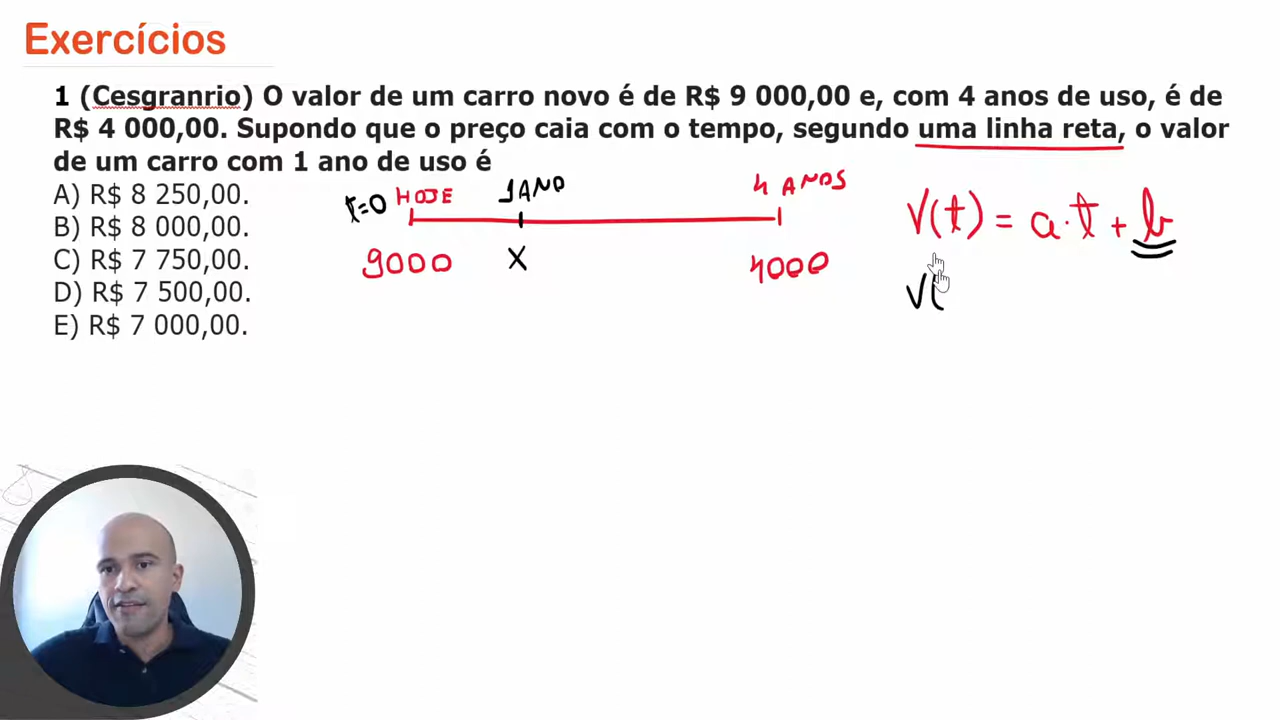 Exercícios
1 (Cesgranrio) O valor de um carro novo é de R$ 9 000,00 e, com 4 anos de uso, é de
R$ 4 000,00. Supondo que o preço caia com o tempo, segundo uma linha reta, o valor
de um carro com 1 ano de uso é
A) R$ 8 250,00.
B) R$ 8 000,00.
C) R$ 7 750,00.
D) R$ 7 500,00.
E) R$ 7 000,00.
t=0 HOJE 1 ANO 4 ANOS
9000 X 4000
V(t) = a·t + b
V(